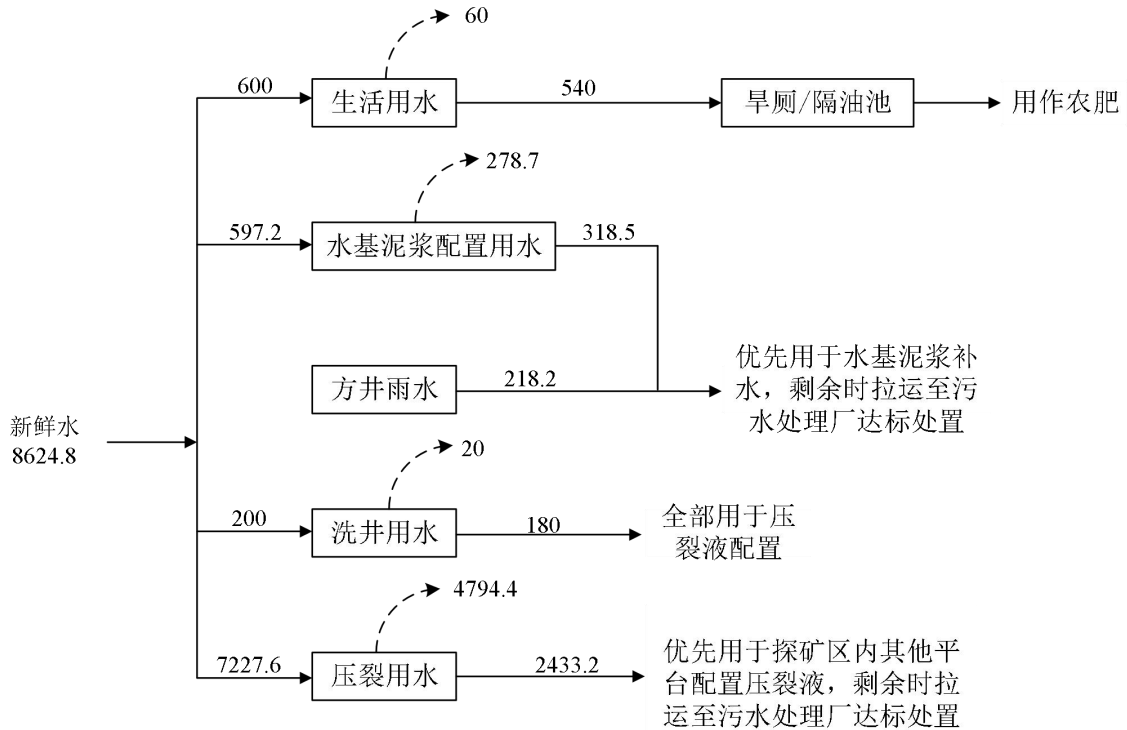 60
600
生活用水
540
旱厕/隔油池
用作农肥
278.7
597.2
水基泥浆配置用水
318.5
方井雨水
218.2
优先用于水基泥浆补
水，剩余时拉运至污
水处理厂达标处置
新鲜水
8624.8
20
200
洗井用水
180
全部用于压
裂液配置
4794.4
7227.6
压裂用水
2433.2
优先用于探矿区内其他平
台配置压裂液，剩余时拉
运至污水处理厂达标处置